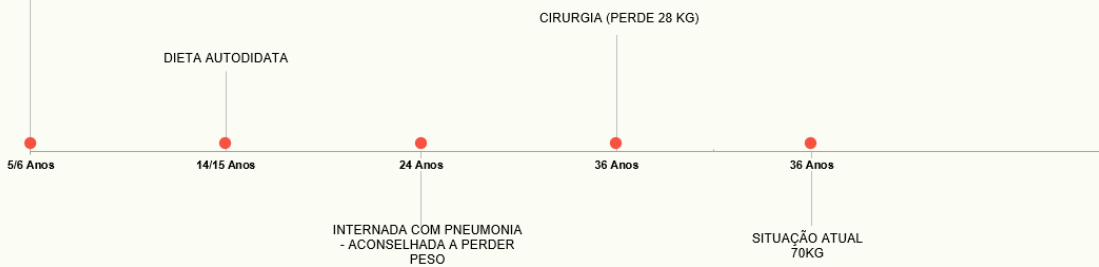 CIRURGIA (PERDE 28 KG)
DIETA AUTODIDATA
5/6 Anos
14/15 Anos
24 Anos
36 Anos
36 Anos
INTERNADA COM PNEUMONIA
- ACONSELHADA A PERDER
PESO
SITUAÇÃO ATUAL
70KG